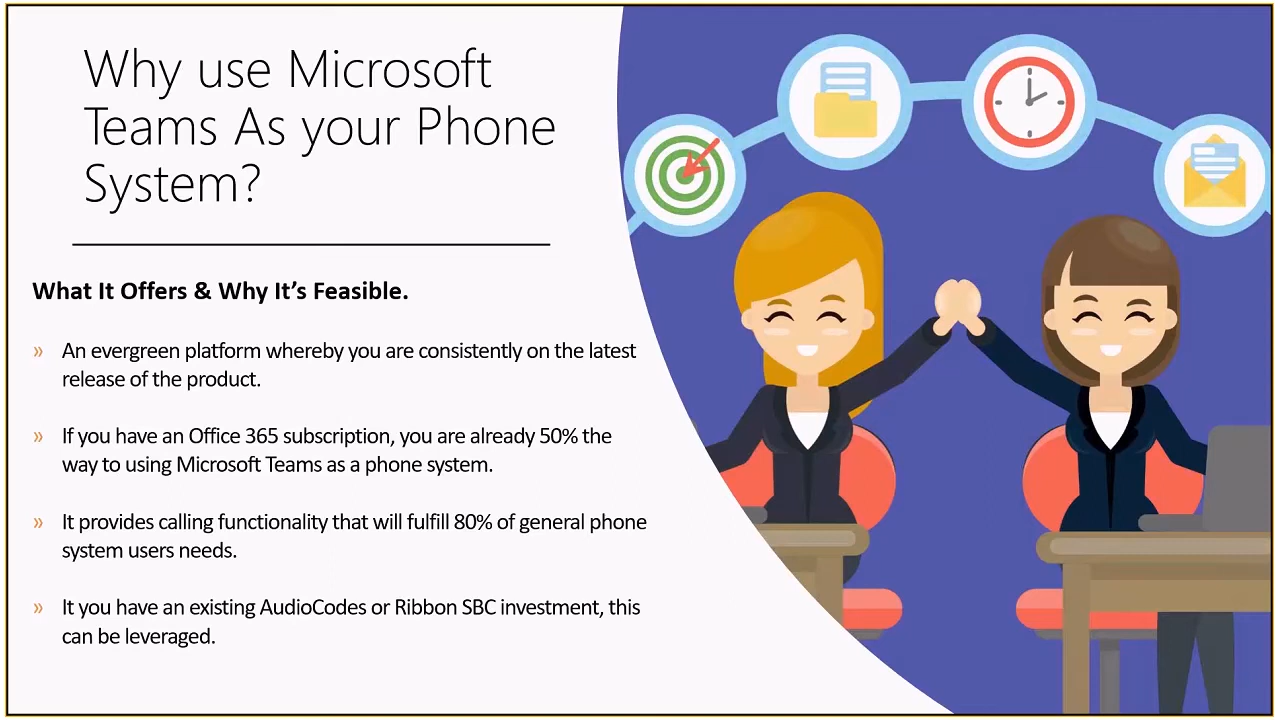 Why use Microsoft
Teams As your Phone
System?
What It Offers & Why It’s Feasible.
» An evergreen platform whereby you are consistently on the latest
release of the product.
» If you have an Office 365 subscription, you are already 50% the
way to using Microsoft Teams as a phone system.
» It provides calling functionality that will fulfill 80% of general phone
system users needs.
» It you have an existing AudioCodes or Ribbon SBC investment, this
can be leveraged.